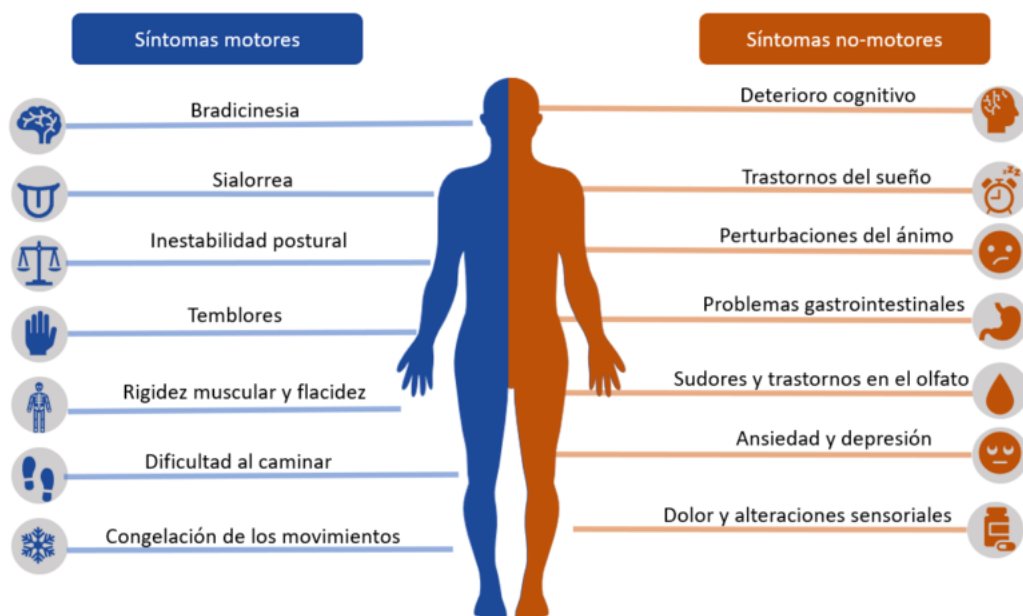 Síntomas motores
Bradicinesia
Sialorrea
Inestabilidad postural
Temblores
Rigidez muscular y flacidez
Dificultad al caminar
Congelación de los movimientos
Síntomas no-motores
Deterioro cognitivo
Trastornos del sueño
Perturbaciones del ánimo
Problemas gastrointestinales
Sudores y trastornos en el olfato
Ansiedad y depresión
Dolor y alteraciones sensoriales
zzz